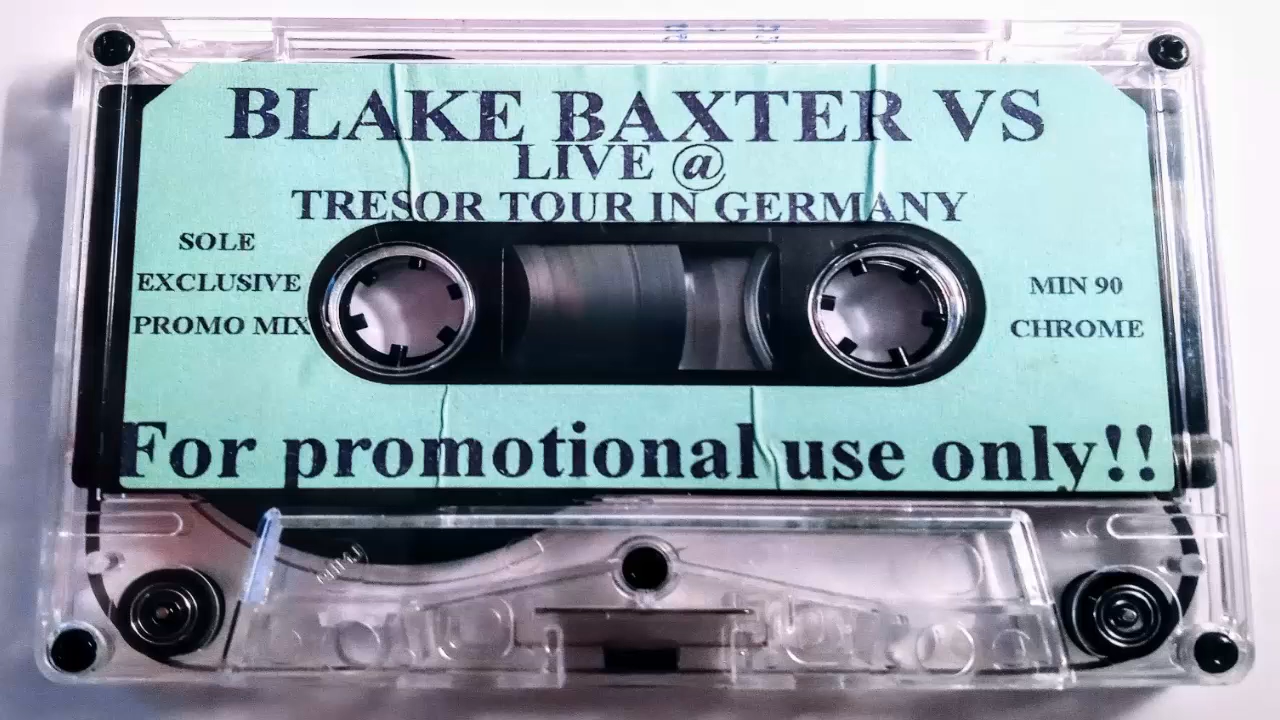 BLAKE BAXTER VS
LIVE @
TRESOR TOUR IN GERMANY
SOLE
EXCLUSIVE
PROMO MIX
MIN 90
CHROME
For promotional use only!!